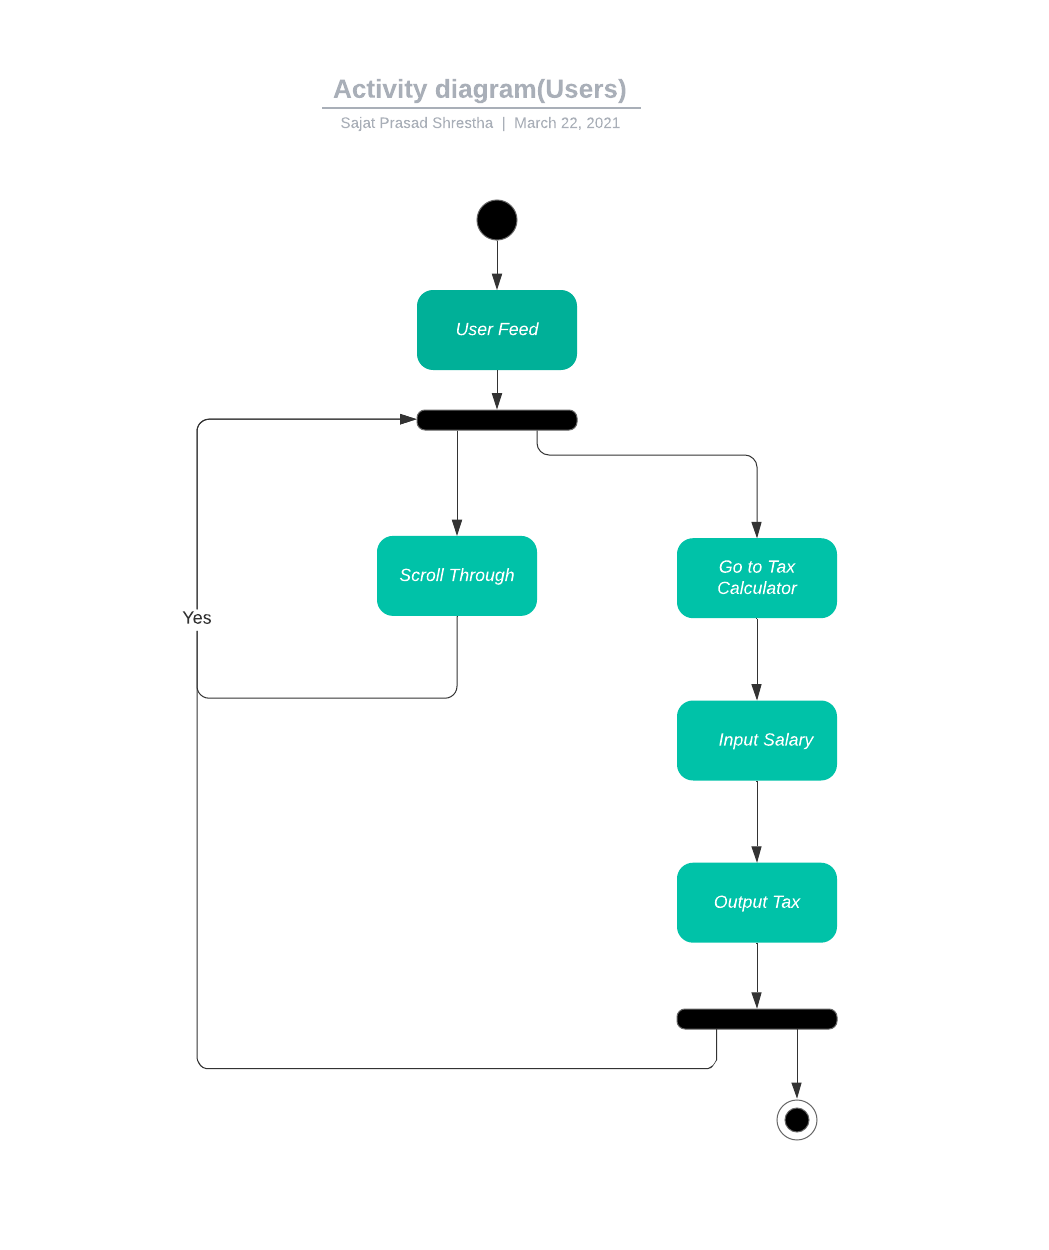 Activity diagram(Users)
Sajat Prasad Shrestha | March 22, 2021
User Feed
Scroll Through
Go to Tax
Calculator
Yes
Input Salary
Output Tax